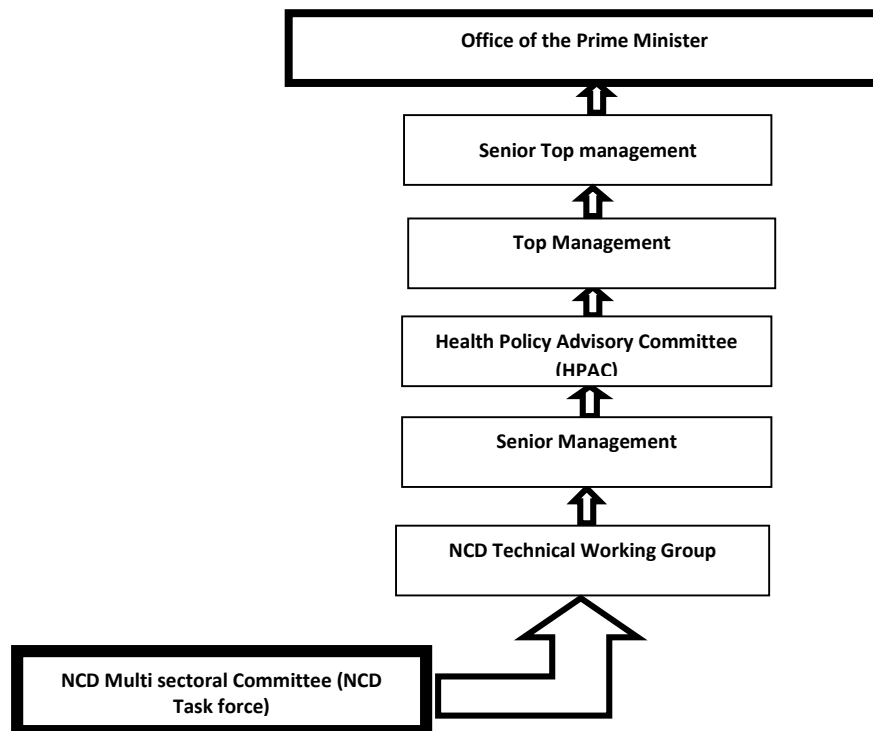 Office of the Prime Minister
Senior Top management
Top Management
Health Policy Advisory Committee
(HPAC)
Senior Management
NCD Technical Working Group
NCD Multi sectoral Committee (NCD
Task force)